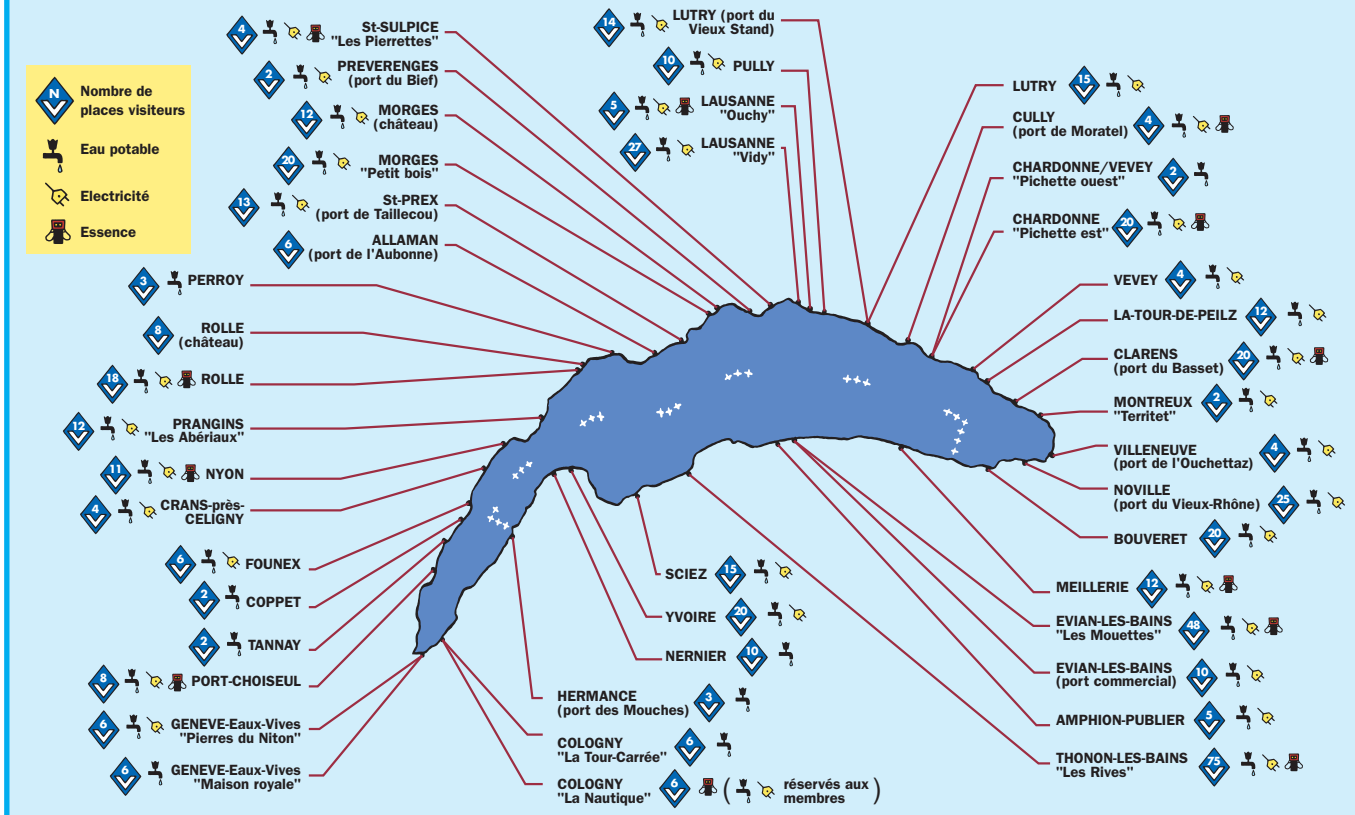 N
Nombre de
places visiteurs
Eau potable
Electricité
Essence
4 St-SULPICE
"Les Pierrettes"
2 PREVERENGES
(port du Bief)
12 MORGES
(château)
20 MORGES
"Petit bois"
13 St-PREX
(port de Taillecou)
6 ALLAMAN
(port de l'Aubonne)
3 PERROY
8 ROLLE
(château)
18 ROLLE
12 PRANGINS
"Les Abériaux"
11 NYON
4 CRANS-près-
CELIGNY
6 FOUNEX
2 COPPET
2 TANNAY
8 PORT-CHOISEUL
6 GENEVE-Eaux-Vives
"Pierres du Niton"
6 GENEVE-Eaux-Vives
"Maison royale"
14 LUTRY (port du
Vieux Stand)
10 PULLY
5 LAUSANNE
"Ouchy"
27 LAUSANNE
"Vidy"
LUTRY 15
CULLY
(port de Moratel) 4
CHARDONNE/VEVEY
"Pichette ouest" 2
CHARDONNE
"Pichette est" 20
VEVEY 4
LA-TOUR-DE-PEILZ 12
CLARENS
(port du Basset) 20
MONTREUX
"Territet" 2
VILLENEUVE
(port de l'Ouchettaz) 4
NOVILLE
(port du Vieux-Rhône) 25
BOUVERET 20
MEILLERIE 12
EVIAN-LES-BAINS
"Les Mouettes" 48
EVIAN-LES-BAINS
(port commercial) 10
AMPHION-PUBLIER 5
THONON-LES-BAINS
"Les Rives" 75
SCIEZ 15
YVOIRE 20
NERNIER 10
HERMANCE
(port des Mouches) 3
COLOGNY
"La Tour-Carrée" 6
COLOGNY
"La Nautique" 6 ( réservés aux
membres )